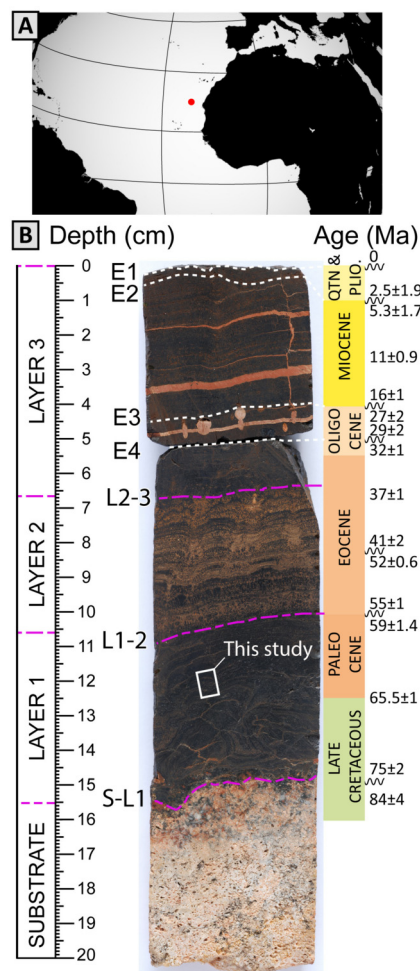 A
B Depth (cm)
Age (Ma)
0
1
2
3
4
5
6
7
8
9
10
11
12
13
14
15
16
17
18
19
20
LAYER 3
LAYER 2
LAYER 1
SUBSTRATE
E1
E2
E3
E4
L2-3
L1-2
S-L1
This study
QTN &
PLIO.
MIOCENE
OLIGO
CENE
EOCENE
PALEO
CENE
LATE
CRETACEOUS
0
2.5±1.9
5.3±1.7
11±0.9
16±1
27±2
29±2
32±1
37±1
41±2
52±0.6
55±1
59±1.4
65.5±1
75±2
84±4